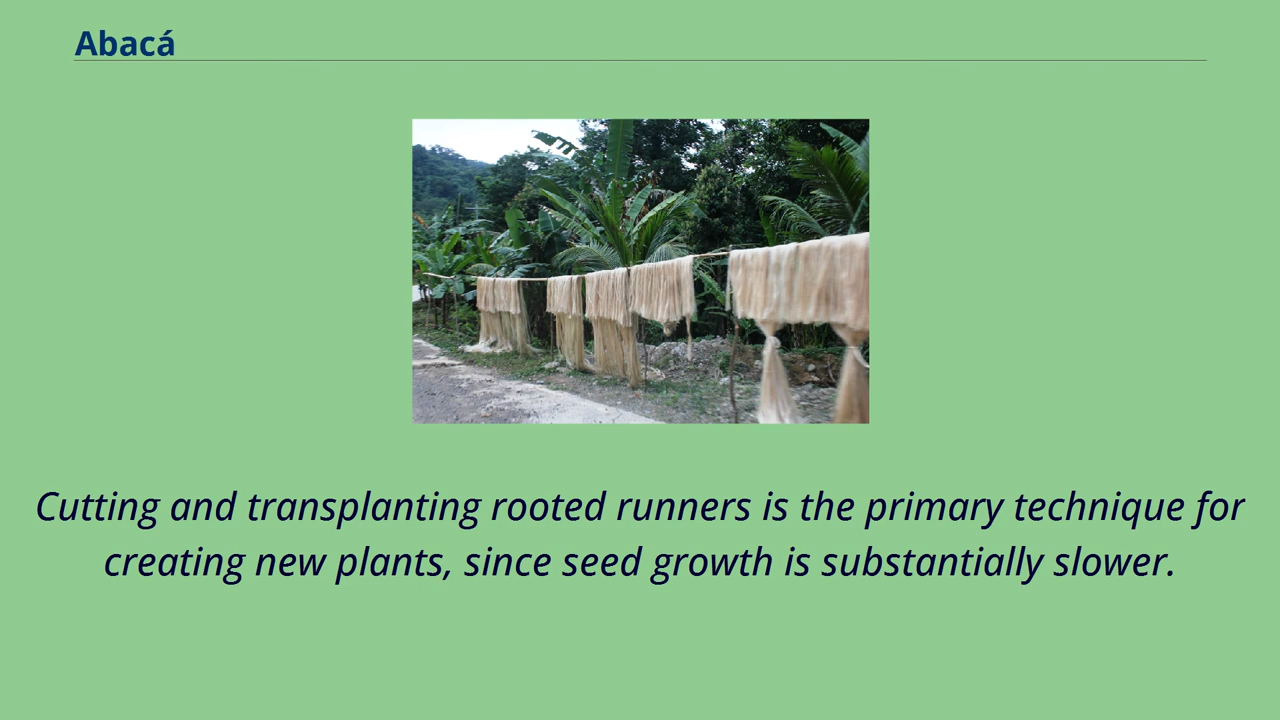 Abacá
Cutting and transplanting rooted runners is the primary technique for
creating new plants, since seed growth is substantially slower.